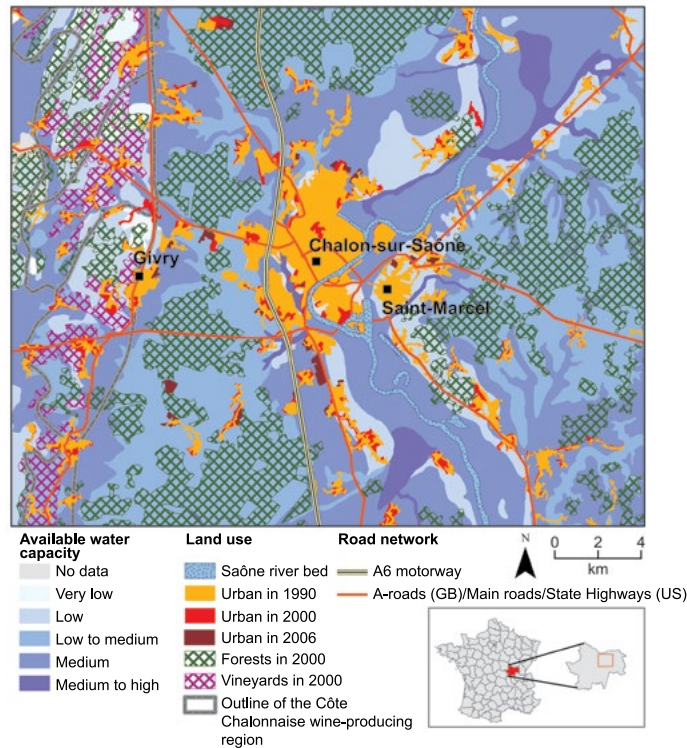 Chalon-sur-Saône
Givry
Saint-Marcel
Available water
capacity
No data
Very low
Low
Low to medium
Medium
Medium to high
Land use
Saône river bed
Urban in 1990
Urban in 2000
Urban in 2006
Forests in 2000
Vineyards in 2000
Outline of the Côte
Chalonnaise wine-producing
region
Road network
A6 motorway
A-roads (GB)/Main roads/State Highways (US)
N
0 2 4
km